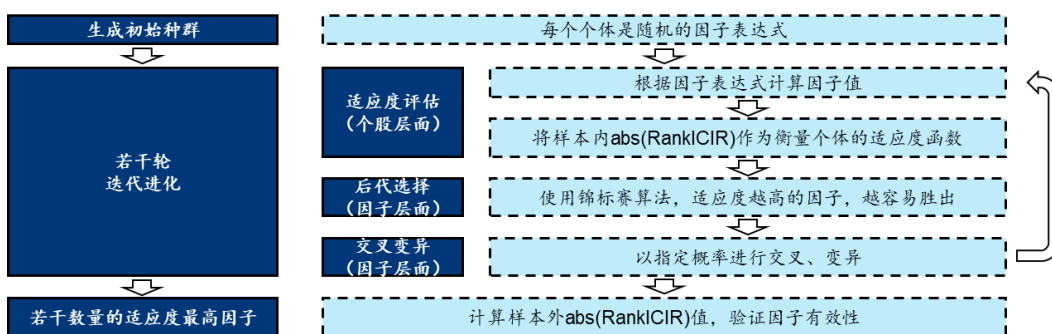 生成初始种群
每个个体是随机的因子表达式
若干轮
迭代进化
适应度评估
（个股层面）
根据因子表达式计算因子值
将样本内abs(RankICIR)作为衡量个体的适应度函数
后代选择
（因子层面）
使用锦标赛算法，适应度越高的因子，越容易胜出
交叉变异
（因子层面）
以指定概率进行交叉、变异
若干数量的适应度最高因子
计算样本外abs(RankICIR)值，验证因子有效性